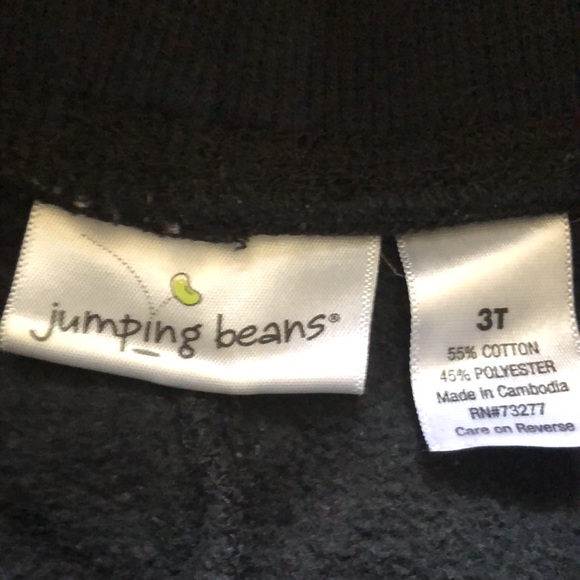 jumping beans®
3T
55% COTTON
45% POLYESTER
Made in Cambodia
RN#73277
Care on Reverse